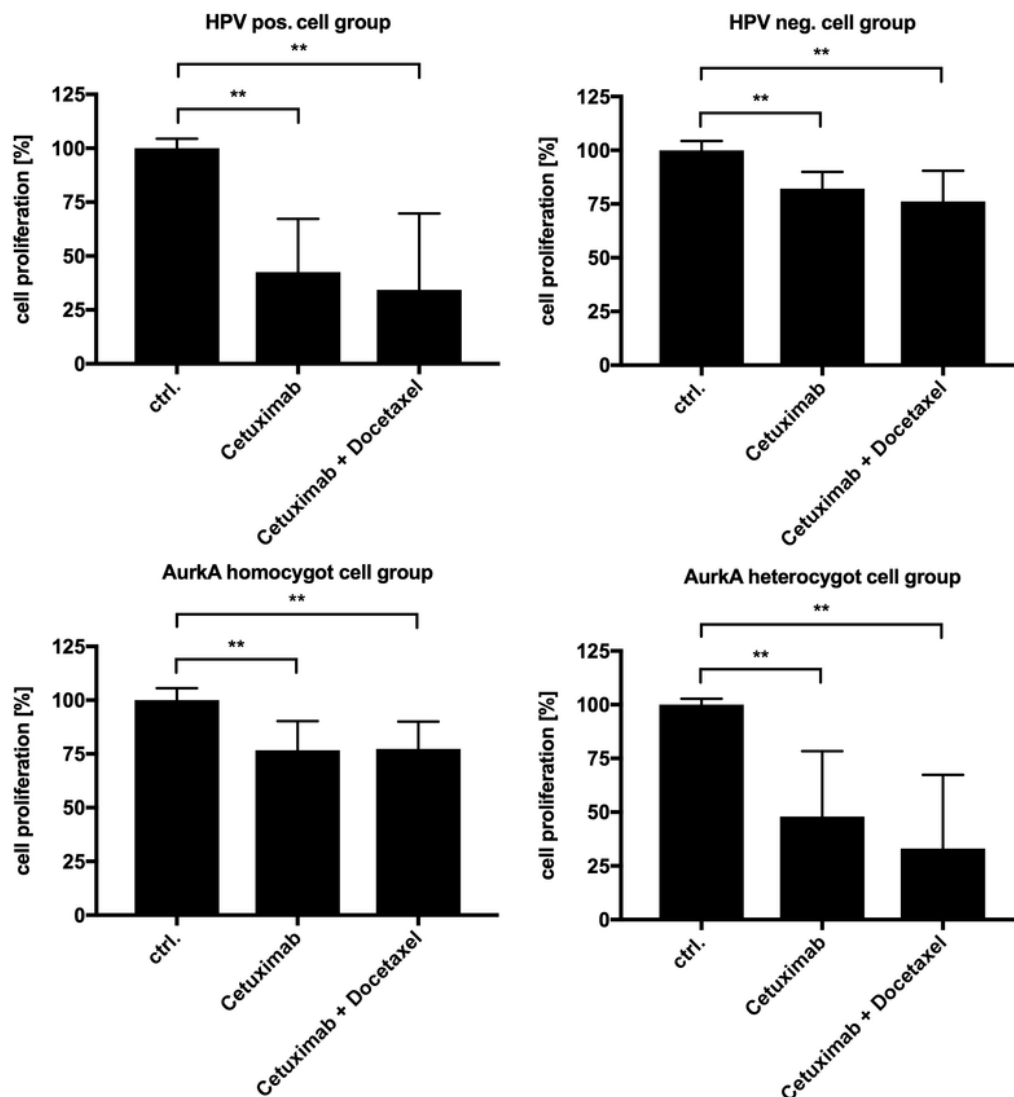 HPV pos. cell group
**
**
cell proliferation [%]
125
100
75
50
25
0
ctrl.
Cetuximab
Cetuximab + Docetaxel
HPV neg. cell group
**
**
cell proliferation [%]
125
100
75
50
25
0
ctrl.
Cetuximab
Cetuximab + Docetaxel
AurkA homocygot cell group
**
**
cell proliferation [%]
125
100
75
50
25
0
ctrl.
Cetuximab
Cetuximab + Docetaxel
AurkA heterocygot cell group
**
**
cell proliferation [%]
125
100
75
50
25
0
ctrl.
Cetuximab
Cetuximab + Docetaxel